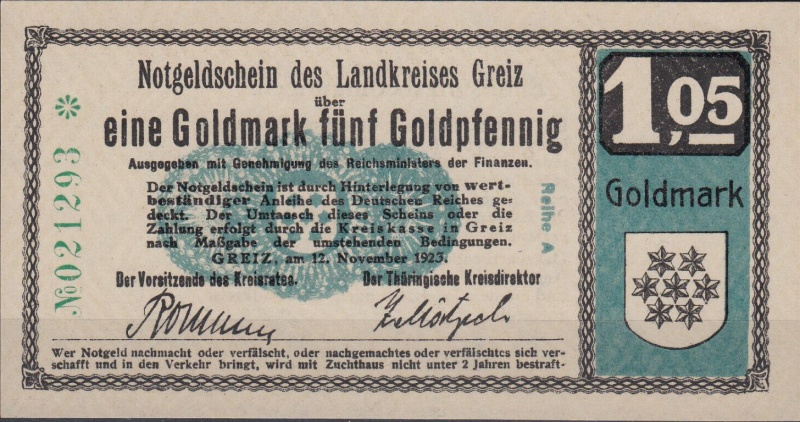 Notgeldschein des Landkreises Greiz
über
eine Goldmark fünf Goldpfennig
Ausgegeben mit Genehmigung des Reichsministers der Finanzen.
Der Notgeldschein ist durch Hinterlegung von wert-
beständiger Anleihe des Deutschen Reiches ge-
deckt. Der Umtausch dieses Scheins oder die
Zahlung erfolgt durch die Kreiskasse in Greiz
nach Maßgabe der umstehenden Bedingungen.
GREIZ, am 12. November 1923.
Der Vorsitzende des Kreisrates.
Der Thüringische Kreisdirektor
Wer Notgeld nachmacht oder verfälscht, oder nachgemachtes oder verfälschtes sich ver-
schafft und in den Verkehr bringt, wird mit Zuchthaus nicht unter 2 Jahren bestraft-
№021293 *
Reihe A
1,05
Goldmark